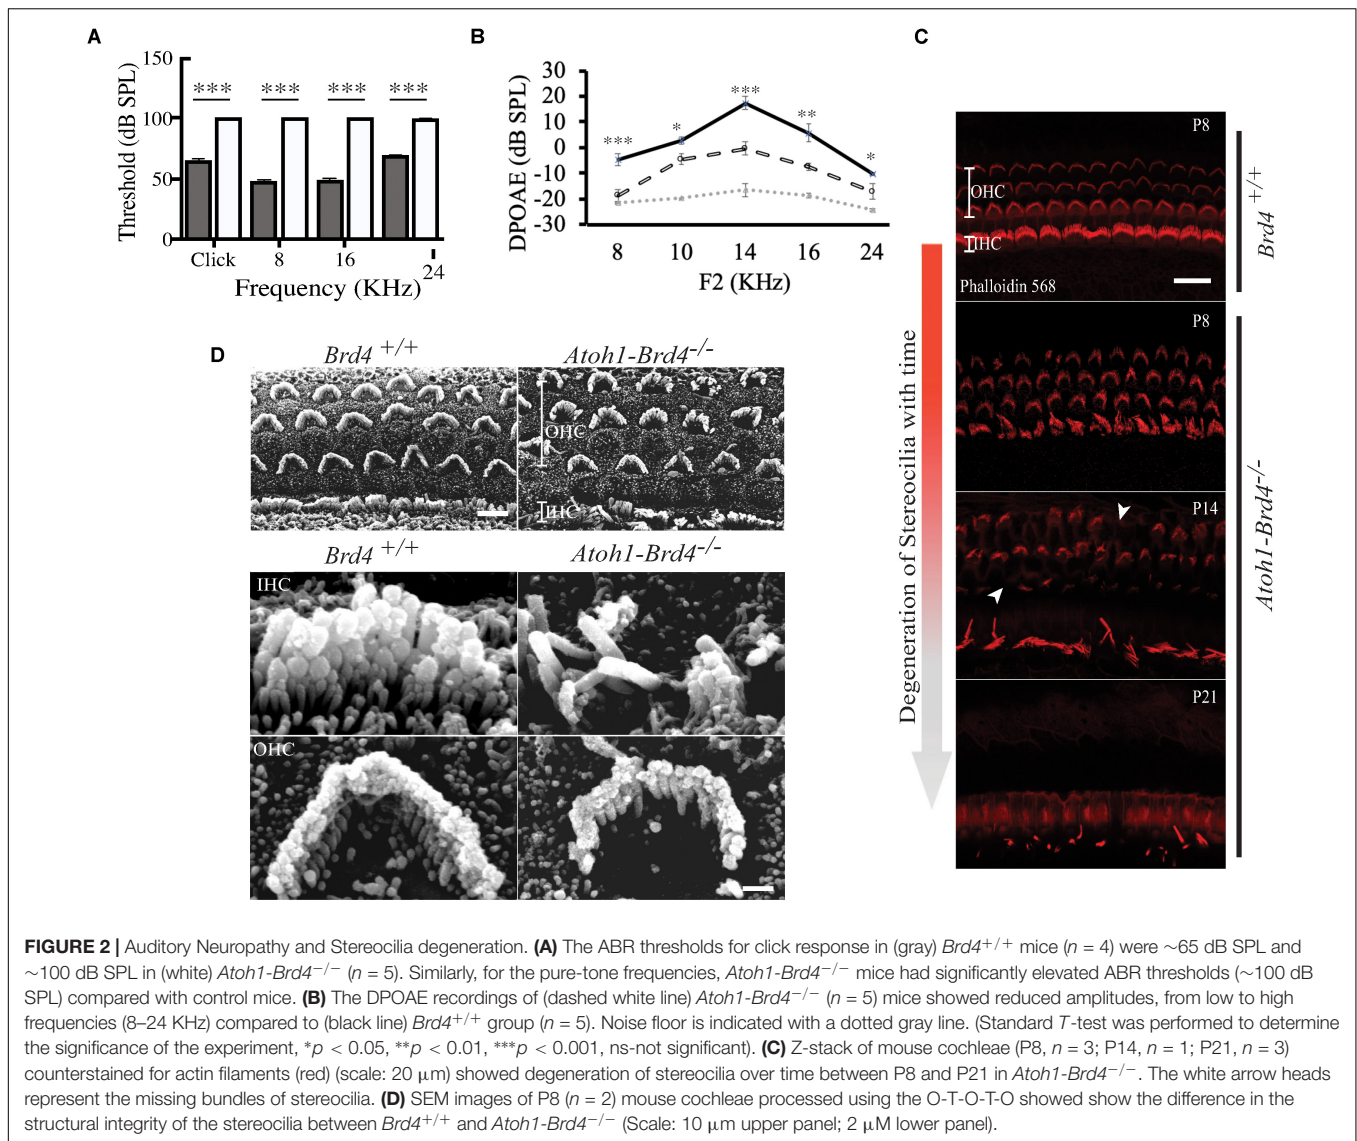 A
150
100
50
0
Threshold (dB SPL)
*** *** *** ***
Click 8 16 24
Frequency (KHz)
B
30
20
10
0
-10
-20
-30
DPOAE (dB SPL)
*** * *** ** *
8 10 14 16 24
F2 (KHz)
C
P8
OHC
IHC
Phalloidin 568
Brd4 +/+
P8
P14
P21
Atoh1-Brd4-/-
Degeneration of Stereocilia with time
D
Brd4 +/+ Atoh1-Brd4-/-
OHC
IHC
Brd4 +/+ Atoh1-Brd4-/-
IHC
OHC
FIGURE 2 | Auditory Neuropathy and Stereocilia degeneration. (A) The ABR thresholds for click response in (gray) Brd4+/+ mice (n = 4) were ∼65 dB SPL and
∼100 dB SPL in (white) Atoh1-Brd4−/− (n = 5). Similarly, for the pure-tone frequencies, Atoh1-Brd4−/− mice had significantly elevated ABR thresholds (∼100 dB
SPL) compared with control mice. (B) The DPOAE recordings of (dashed white line) Atoh1-Brd4−/− (n = 5) mice showed reduced amplitudes, from low to high
frequencies (8–24 KHz) compared to (black line) Brd4+/+ group (n = 5). Noise floor is indicated with a dotted gray line. (Standard T-test was performed to determine
the significance of the experiment, *p < 0.05, **p < 0.01, ***p < 0.001, ns-not significant). (C) Z-stack of mouse cochleae (P8, n = 3; P14, n = 1; P21, n = 3)
counterstained for actin filaments (red) (scale: 20 μm) showed degeneration of stereocilia over time between P8 and P21 in Atoh1-Brd4−/−. The white arrow heads
represent the missing bundles of stereocilia. (D) SEM images of P8 (n = 2) mouse cochleae processed using the O-T-O-T-O showed show the difference in the
structural integrity of the stereocilia between Brd4+/+ and Atoh1-Brd4−/− (Scale: 10 μm upper panel; 2 μM lower panel).